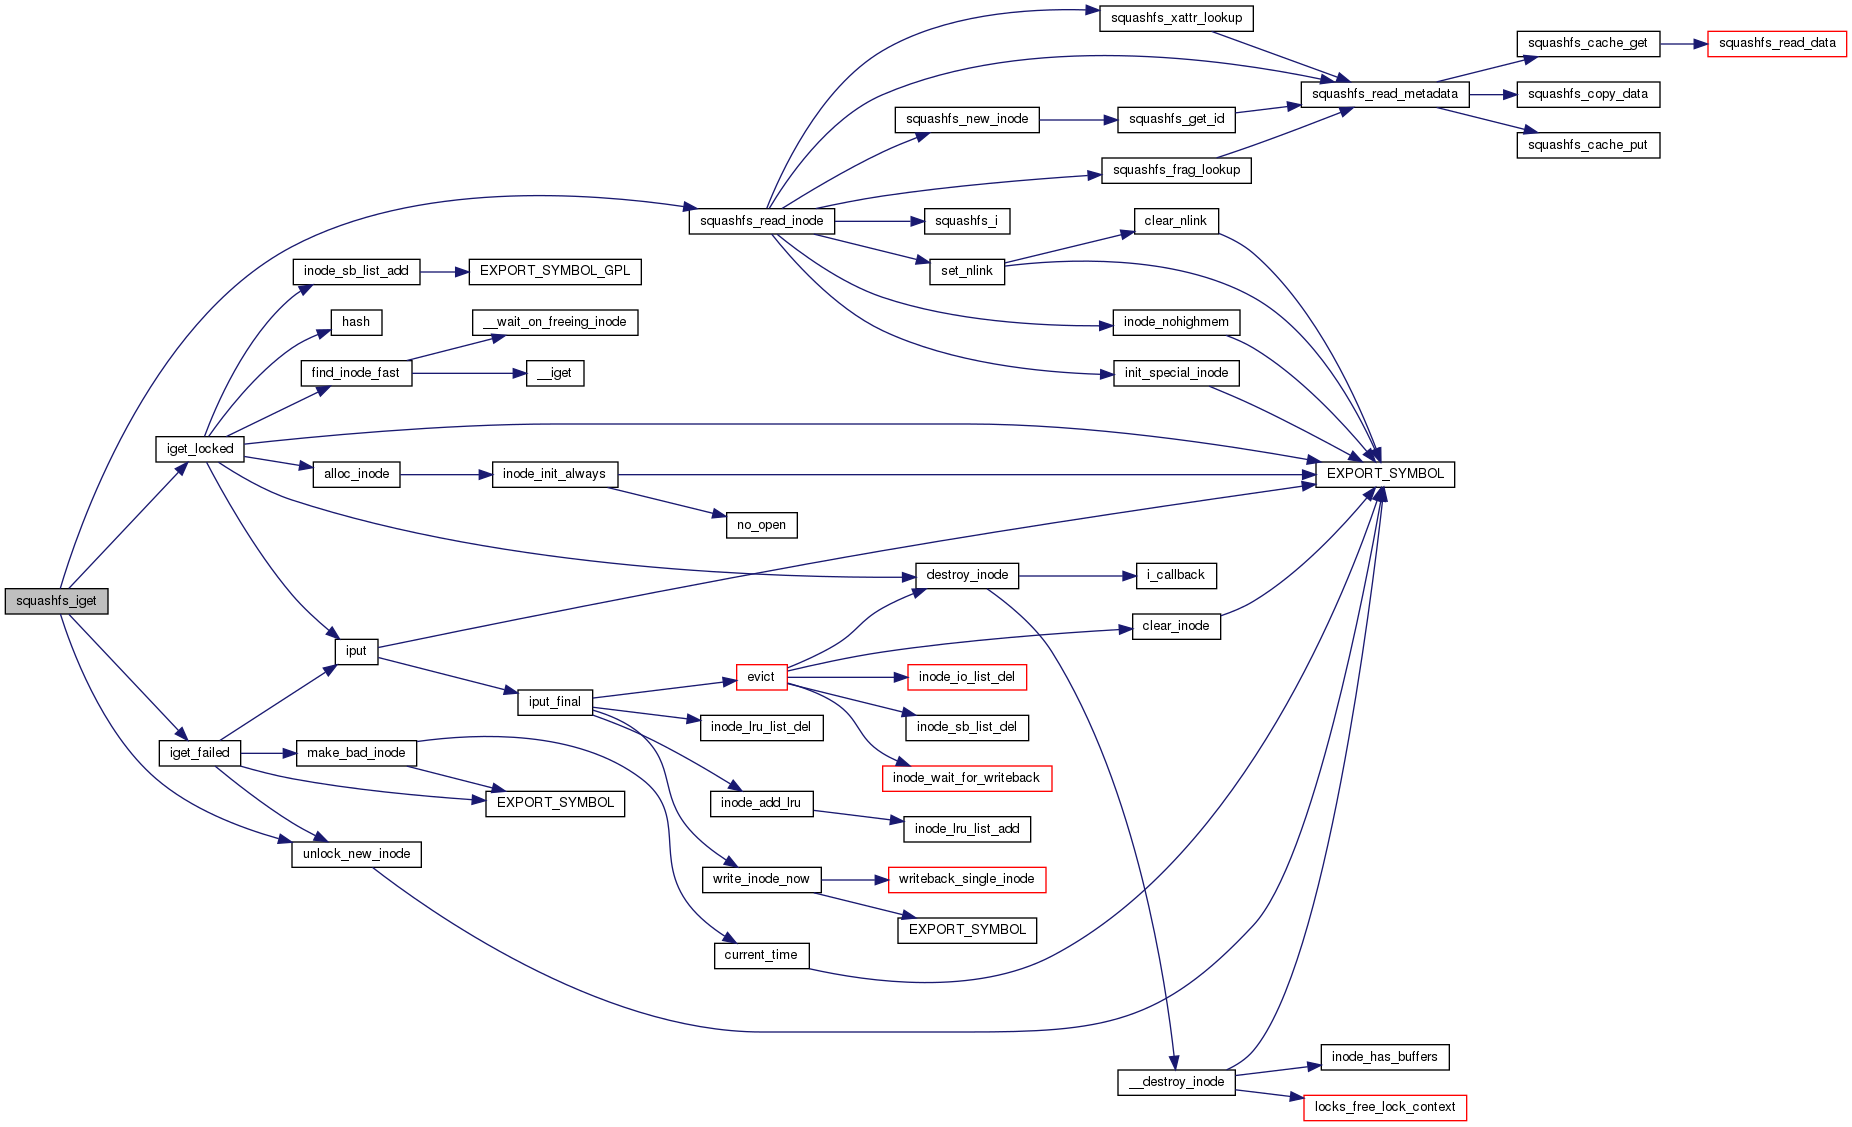 squashfs_xattr_lookup
squashfs_cache_get
squashfs_read_data
squashfs_read_metadata
squashfs_copy_data
squashfs_new_inode
squashfs_get_id
squashfs_cache_put
squashfs_frag_lookup
squashfs_read_inode
squashfs_i
clear_nlink
inode_sb_list_add
EXPORT_SYMBOL_GPL
set_nlink
hash
__wait_on_freeing_inode
inode_nohighmem
find_inode_fast
__iget
init_special_inode
iget_locked
alloc_inode
inode_init_always
EXPORT_SYMBOL
no_open
destroy_inode
i_callback
squashfs_iget
clear_inode
iput
evict
inode_io_list_del
iput_final
inode_lru_list_del
inode_sb_list_del
iget_failed
make_bad_inode
inode_wait_for_writeback
EXPORT_SYMBOL
inode_add_lru
inode_lru_list_add
unlock_new_inode
write_inode_now
writeback_single_inode
EXPORT_SYMBOL
current_time
inode_has_buffers
__destroy_inode
locks_free_lock_context